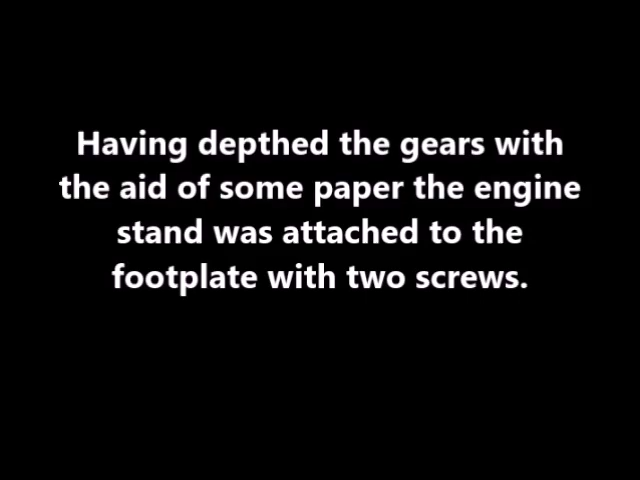 Having depthed the gears with
the aid of some paper the engine
stand was attached to the
footplate with two screws.